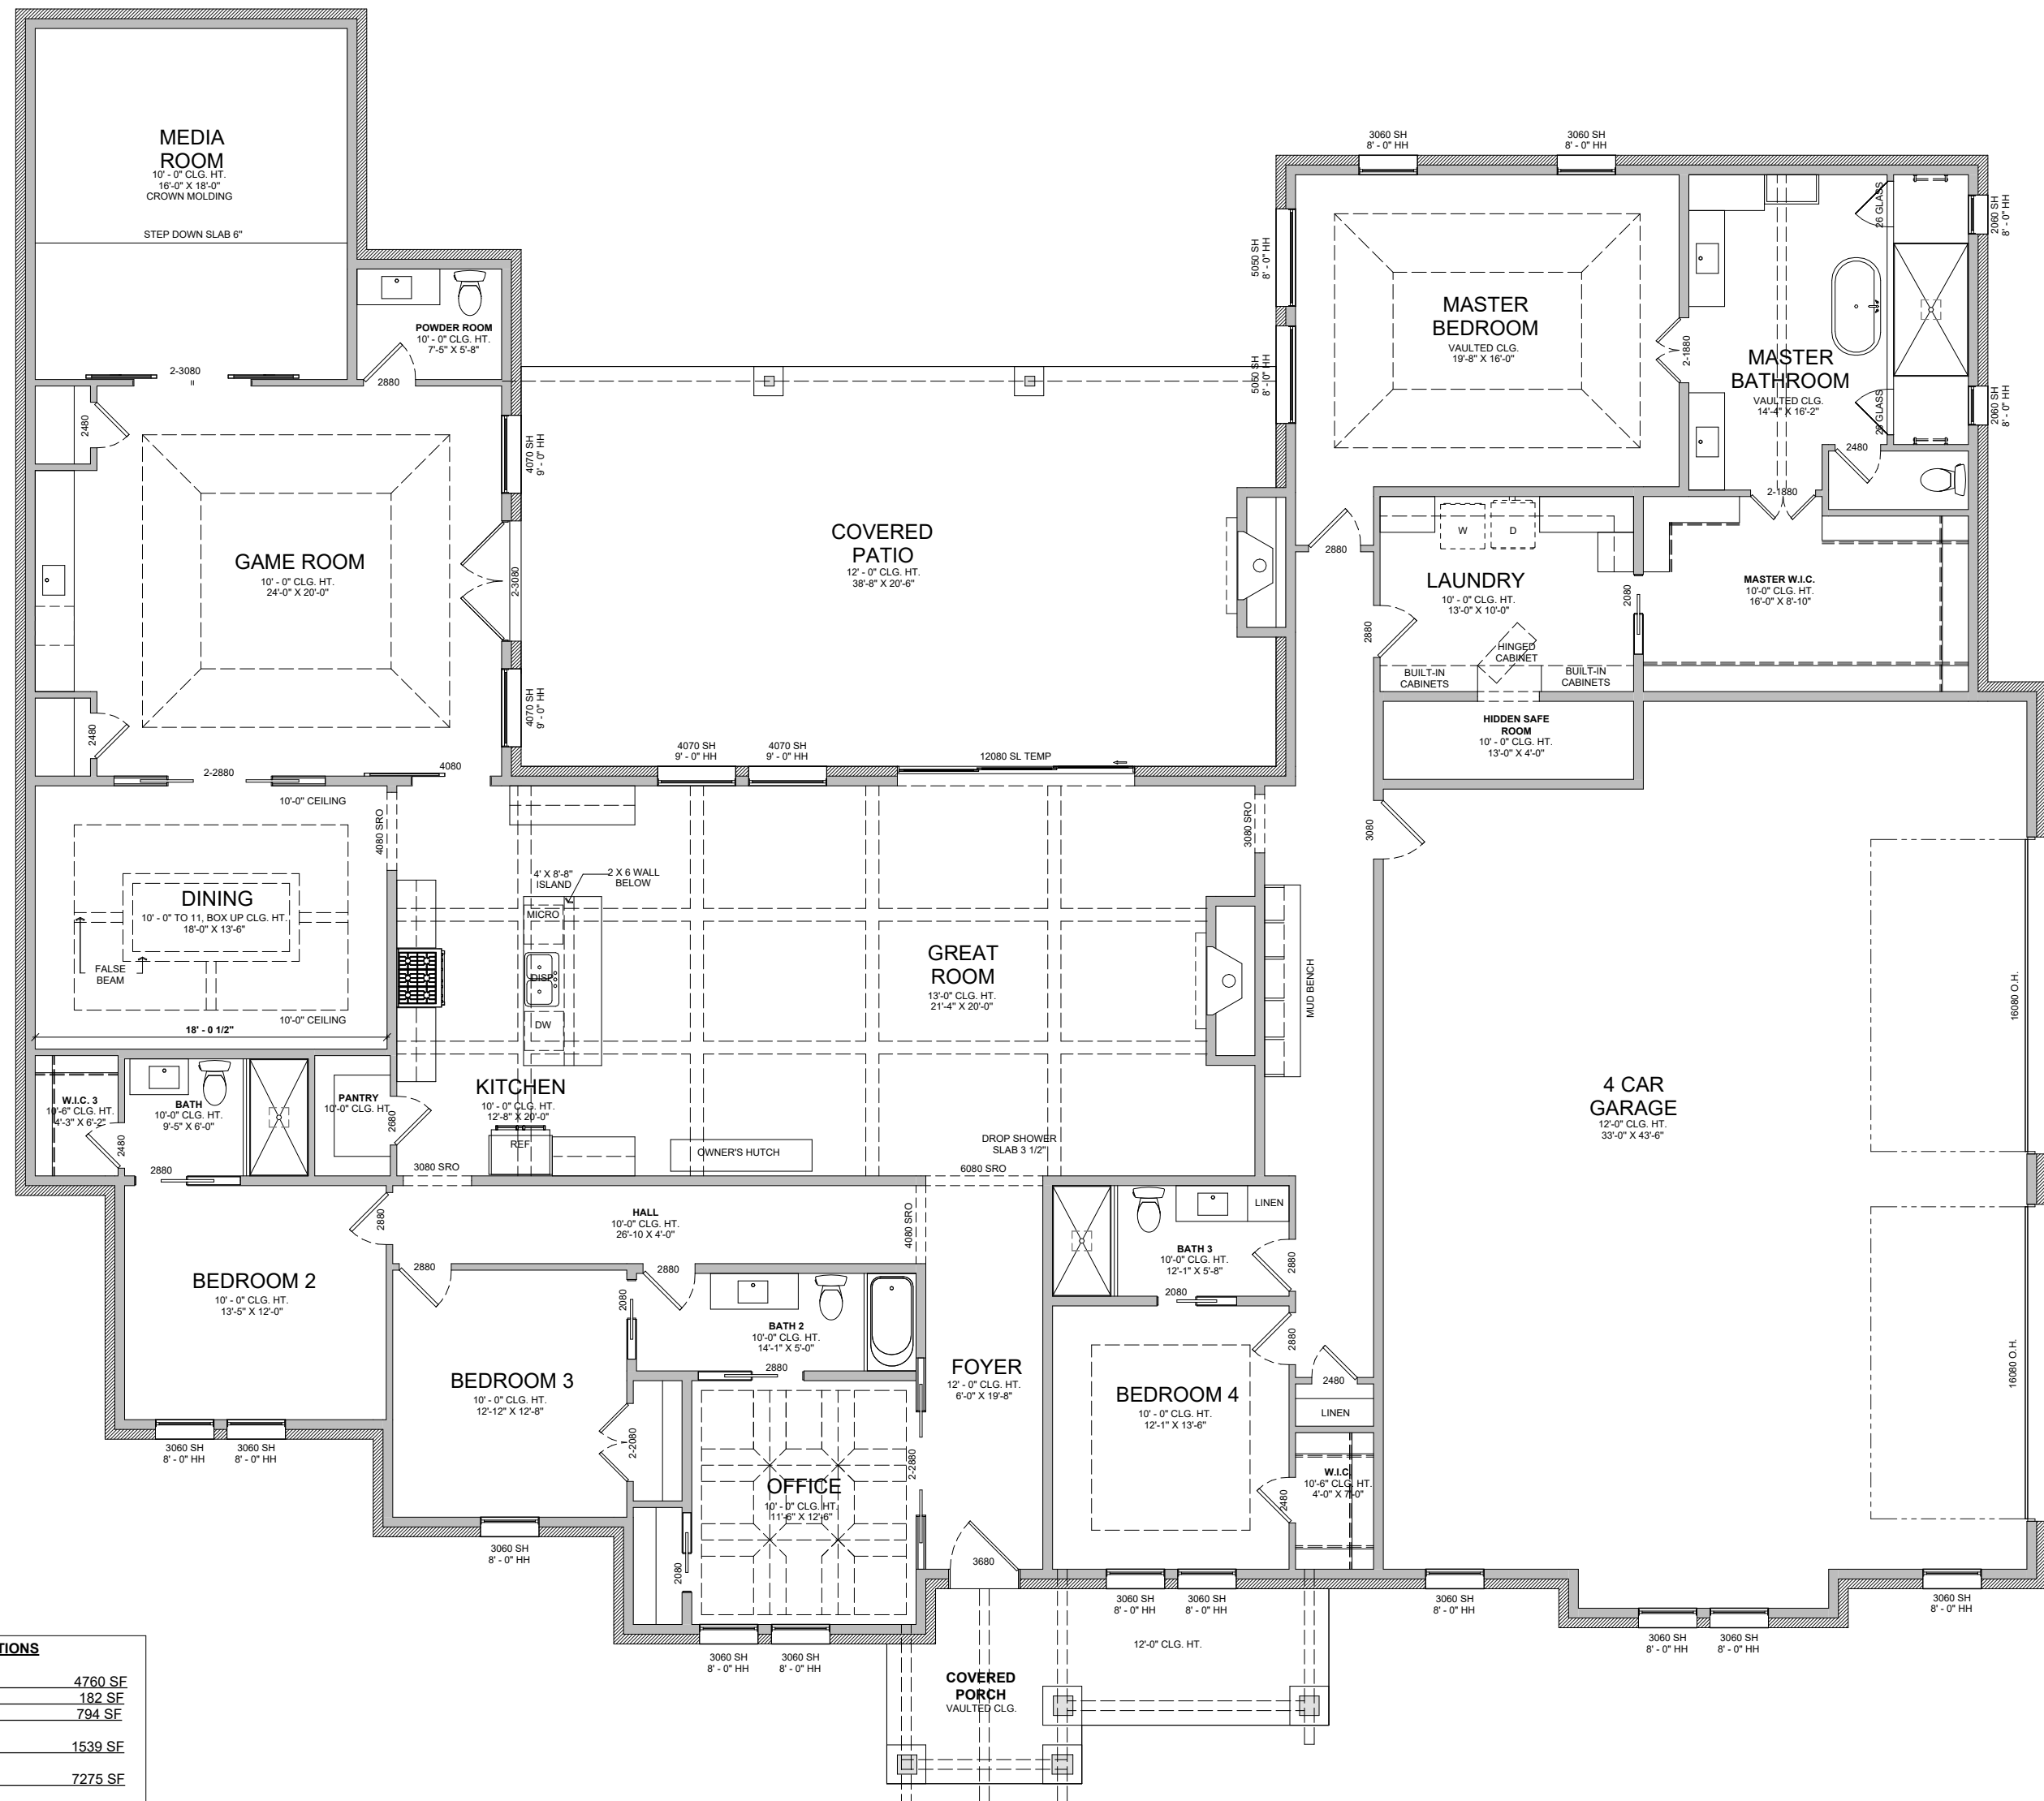 MEDIA
ROOM
10' - 0" CLG. HT.
16'-0" X 18'-0"
CROWN MOLDING
STEP DOWN SLAB 6"
2-3080
POWDER ROOM
10' - 0" CLG. HT.
7'-5" X 5'-8"
2880
2480
GAME ROOM
10' - 0" CLG. HT.
24'-0" X 20'-0"
2480
4070 SH
9' - 0" HH
2-3080
4070 SH
9' - 0" HH
2-2880
4080
COVERED
PATIO
12' - 0" CLG. HT.
38'-8" X 20'-6"
4070 SH
9' - 0" HH
4070 SH
9' - 0" HH
12080 SL TEMP
3060 SH
8' - 0" HH
3060 SH
8' - 0" HH
5050 SH
8' - 0" HH
5050 SH
8' - 0" HH
MASTER
BEDROOM
VAULTED CLG.
19'-8" X 16'-0"
2-1880
MASTER
BATHROOM
VAULTED CLG.
14'-4" X 16'-2"
26 GLASS
26 GLASS
2060 SH
8' - 0" HH
2060 SH
8' - 0" HH
2480
2-1880
2880
W
D
LAUNDRY
10' - 0" CLG. HT.
13'-0" X 10'-0"
2880
2080
HINGED
CABINET
BUILT-IN
CABINETS
BUILT-IN
CABINETS
MASTER W.I.C.
10'-0" CLG. HT.
16'-0" X 8'-10"
HIDDEN SAFE
ROOM
10' - 0" CLG. HT.
13'-0" X 4'-0"
3080
10'-0" CEILING
4080 SRO
DINING
10' - 0" TO 11, BOX UP CLG. HT.
18'-0" X 13'-6"
FALSE
BEAM
10'-0" CEILING
18' - 0 1/2"
4' X 8'-8"
ISLAND
2 X 6 WALL
BELOW
MICRO
DISP
DW
GREAT
ROOM
13'-0" CLG. HT.
21'-4" X 20'-0"
3080 SRO
MUD BENCH
16080 O.H.
4 CAR
GARAGE
12'-0" CLG. HT.
33'-0" X 43'-6"
16080 O.H.
KITCHEN
10' - 0" CLG. HT.
12'-8" X 20'-0"
REF
OWNER'S HUTCH
DROP SHOWER
SLAB 3 1/2"
6080 SRO
3080 SRO
W.I.C. 3
10'-6" CLG. HT.
4'-3" X 6'-2"
2480
BATH
10'-0" CLG. HT.
9'-5" X 6'-0"
2880
PANTRY
10'-0" CLG. HT
2680
HALL
10'-0" CLG. HT.
26'-10 X 4'-0"
4080 SRO
2880
2880
2880
BEDROOM 2
10' - 0" CLG. HT.
13'-5" X 12'-0"
3060 SH
8' - 0" HH
3060 SH
8' - 0" HH
BEDROOM 3
10' - 0" CLG. HT.
12'-12" X 12'-8"
2080
2-2080
3060 SH
8' - 0" HH
BATH 2
10'-0" CLG. HT.
14'-1" X 5'-0"
2880
OFFICE
10' - 0" CLG. HT.
11'-6" X 12'-6"
2-2880
2080
3060 SH
8' - 0" HH
3060 SH
8' - 0" HH
FOYER
12' - 0" CLG. HT.
6'-0" X 19'-8"
3680
LINEN
BATH 3
10'-0" CLG. HT.
12'-1" X 5'-8"
2880
2080
2880
BEDROOM 4
10' - 0" CLG. HT.
12'-1" X 13'-6"
2480
LINEN
W.I.C.
10'-6" CLG. HT.
4'-0" X 7'-0"
2480
3060 SH
8' - 0" HH
3060 SH
8' - 0" HH
3060 SH
8' - 0" HH
3060 SH
8' - 0" HH
3060 SH
8' - 0" HH
3060 SH
8' - 0" HH
12'-0" CLG. HT.
COVERED
PORCH
VAULTED CLG.
TIONS
4760 SF
182 SF
794 SF
1539 SF
7275 SF